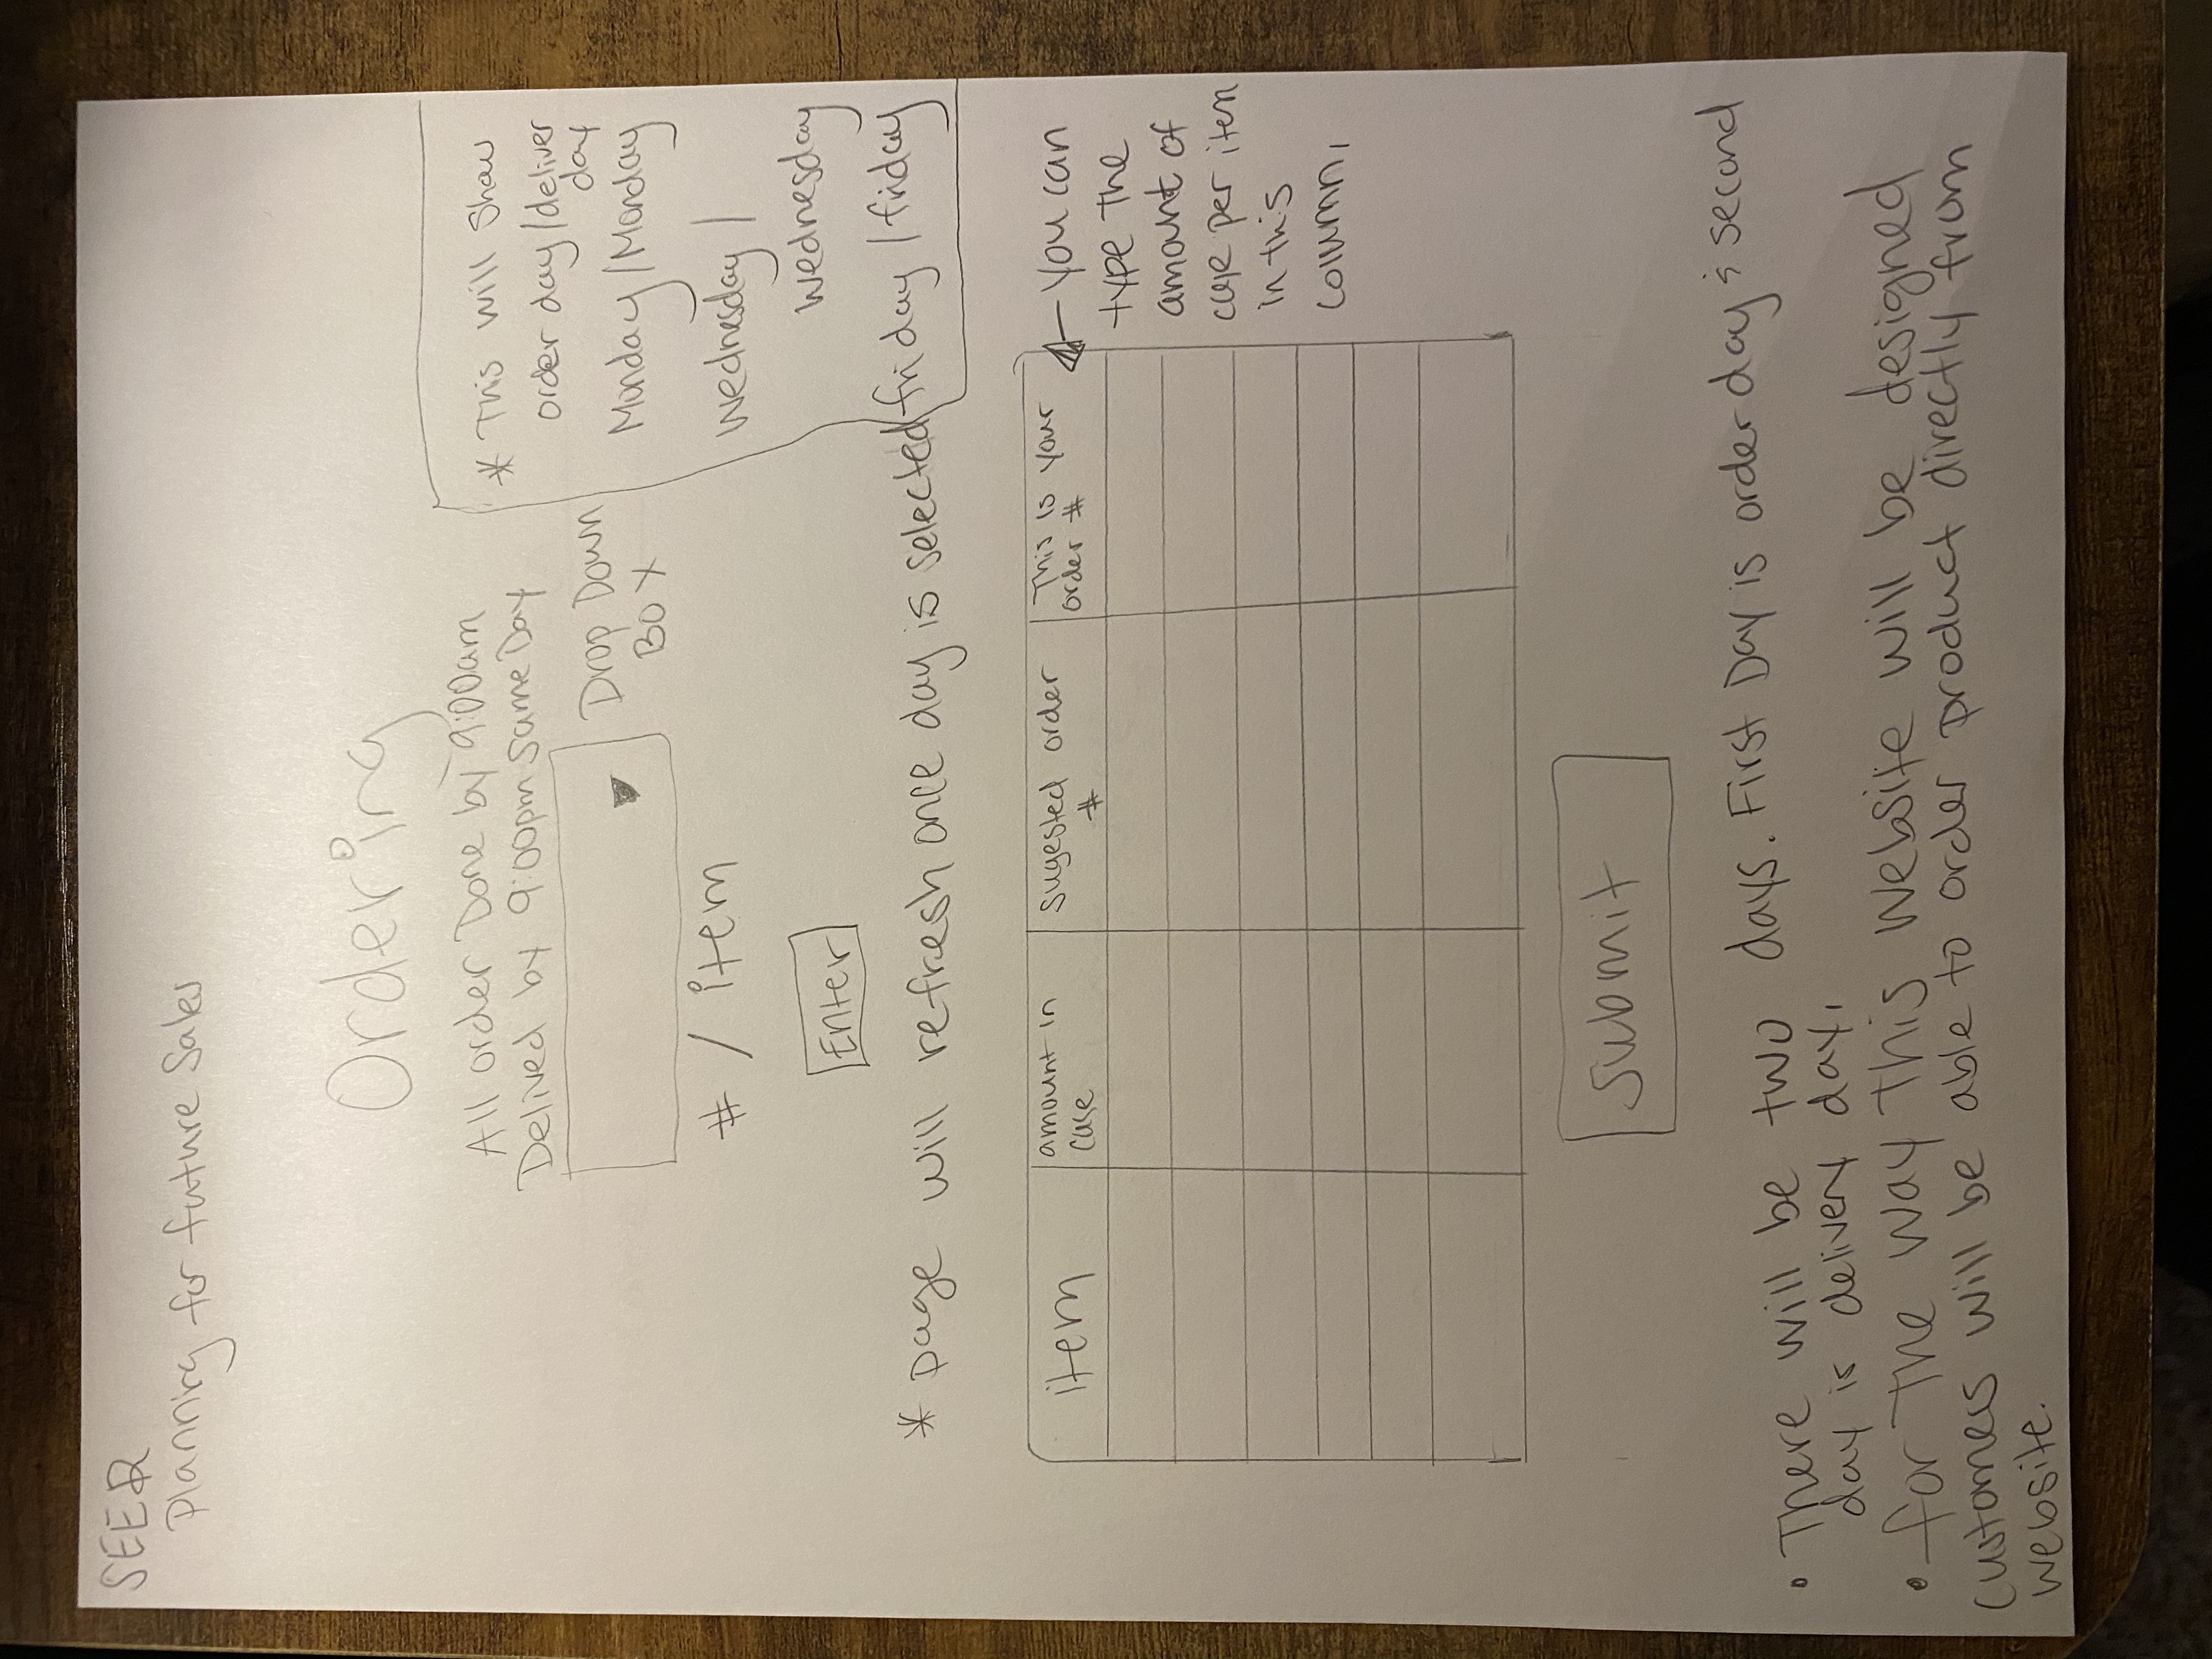 SEER
Planning for future Sales
Ordering
All order Done by 9:00am
Delived by 9:00pm Same Day
Drop Down
BOX
# / item
Enter
* page will refresh once day is selected
* This will show
order day/deliver
day
Monday/Monday
Wednesday /
Wednesday
friday / friday
item
amount in
case
sugested order
#
This is your
order #
You can
type the
amount of
case per item
in this
column,
Submit
• There will be two days. First Day is order day & second
day is delivery day,
• for the way this website will be designed
customers will be able to order product directly from
website.